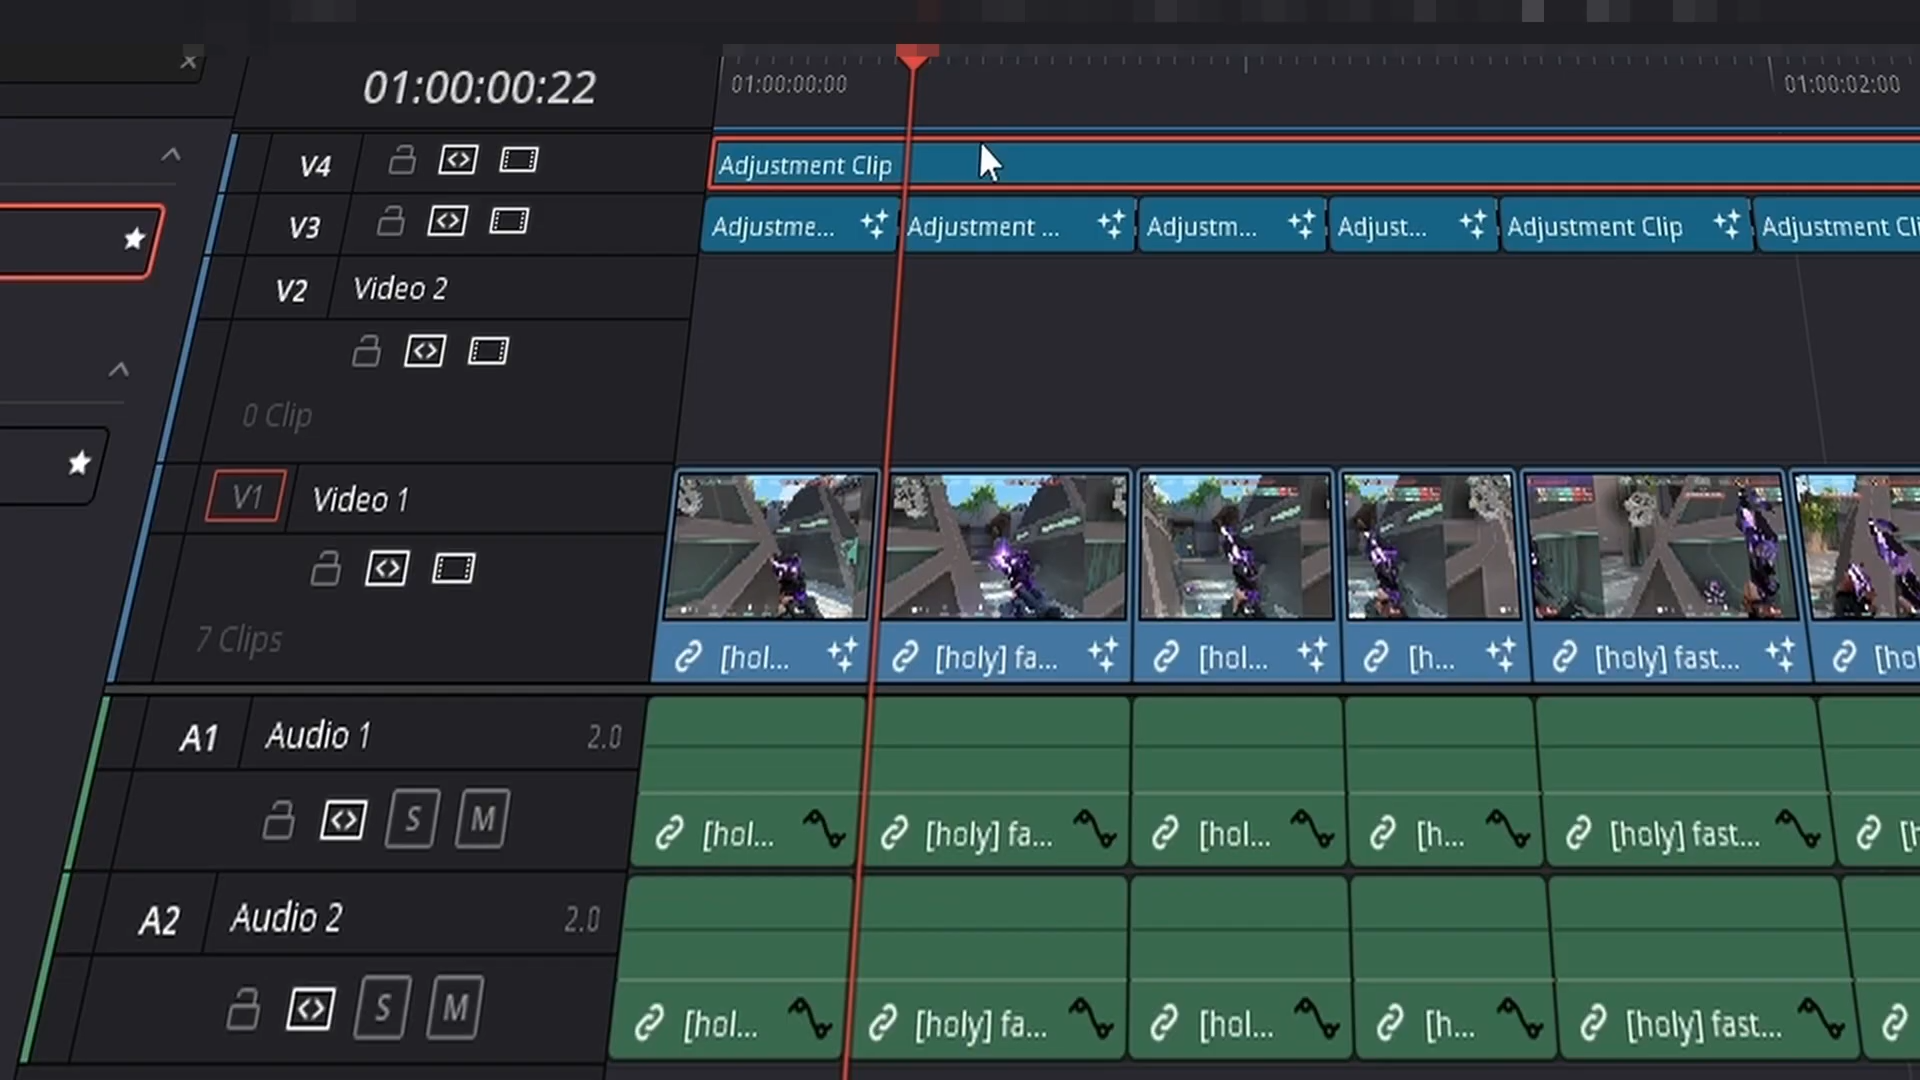 01:00:00:22
01:00:00:00
01:00:02:00
V4
Adjustment Clip
V3
Adjustme...
Adjustment ...
Adjustm...
Adjust...
Adjustment Clip
Adjustment Cli
V2 Video 2
0 Clip
V1 Video 1
7 Clips
[hol...
[holy] fa...
[hol...
[h...
[holy] fast...
[hol
A1 Audio 1 2.0
S M
[hol...
[holy] fa...
[hol...
[h...
[holy] fast...
[h
A2 Audio 2 2.0
S M
[hol...
[holy] fa...
[hol...
[h...
[holy] fast...